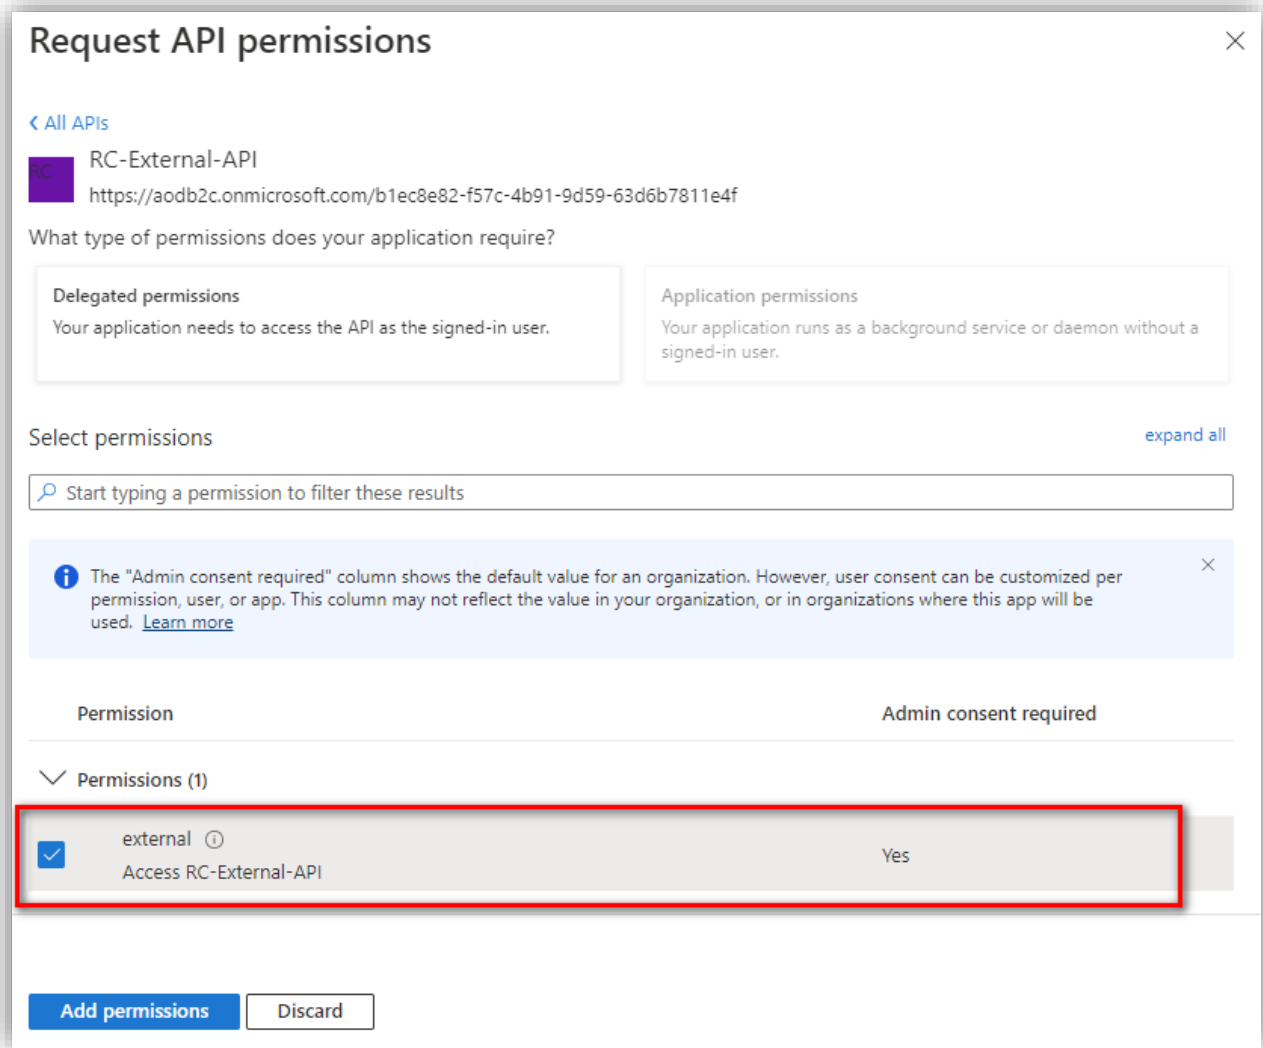 Request API permissions
All APIs
RC
RC-External-API
https://aodb2c.onmicrosoft.com/b1ec8e82-f57c-4b91-9d59-63d6b7811e4f
What type of permissions does your application require?
Delegated permissions
Your application needs to access the API as the signed-in user.
Application permissions
Your application runs as a background service or daemon without a
signed-in user.
Select permissions
expand all
Start typing a permission to filter these results
The "Admin consent required" column shows the default value for an organization. However, user consent can be customized per
permission, user, or app. This column may not reflect the value in your organization, or in organizations where this app will be
used. Learn more
Permission Admin consent required
Permissions (1)
external
Access RC-External-API
Yes
Add permissions Discard